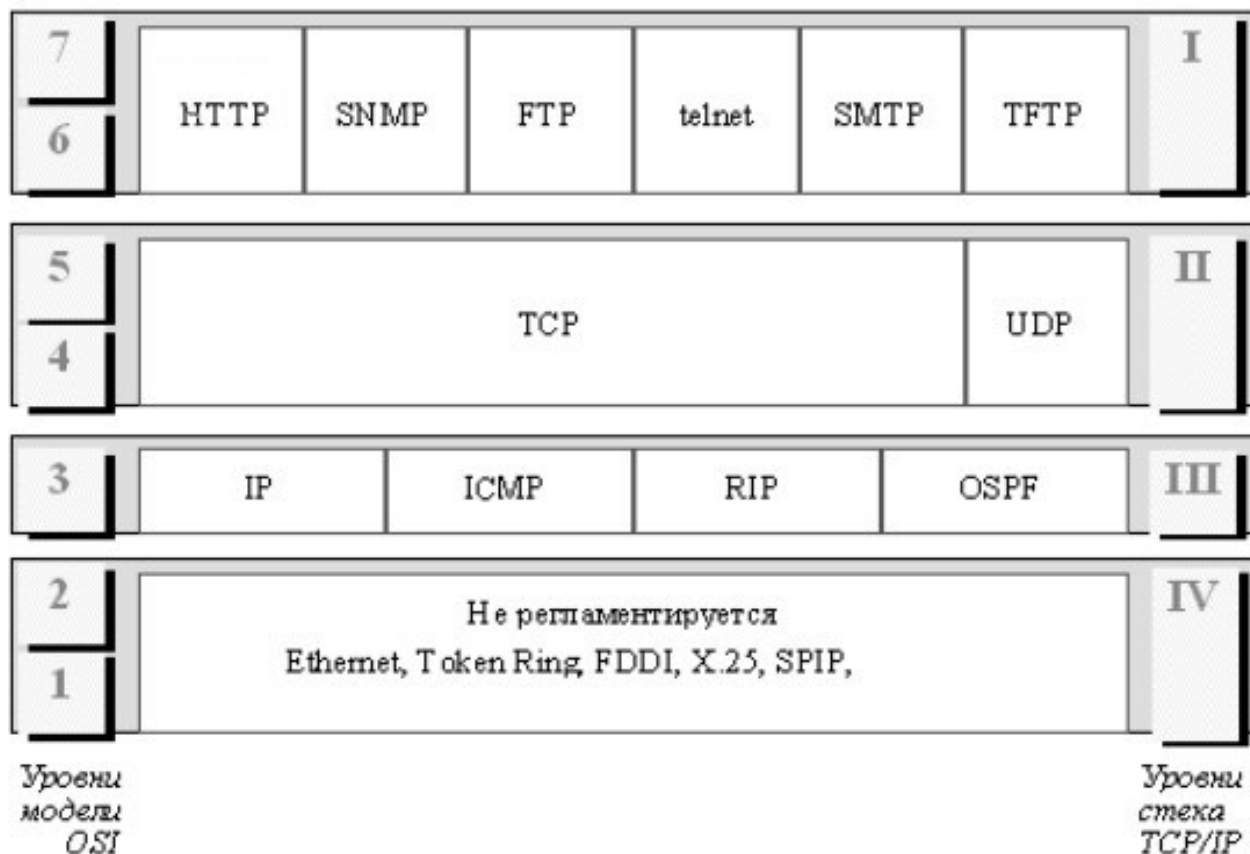 7
6
HTTP SNMP FTP telnet SMTP TFTP
I
5
4
TCP UDP
II
3
IP ICMP RIP OSPF
III
2
1
Не регламентируется
Ethernet, Token Ring, FDDI, X.25, SPIP,
IV
Уровни
модели
OSI
Уровни
стека
TCP/IP